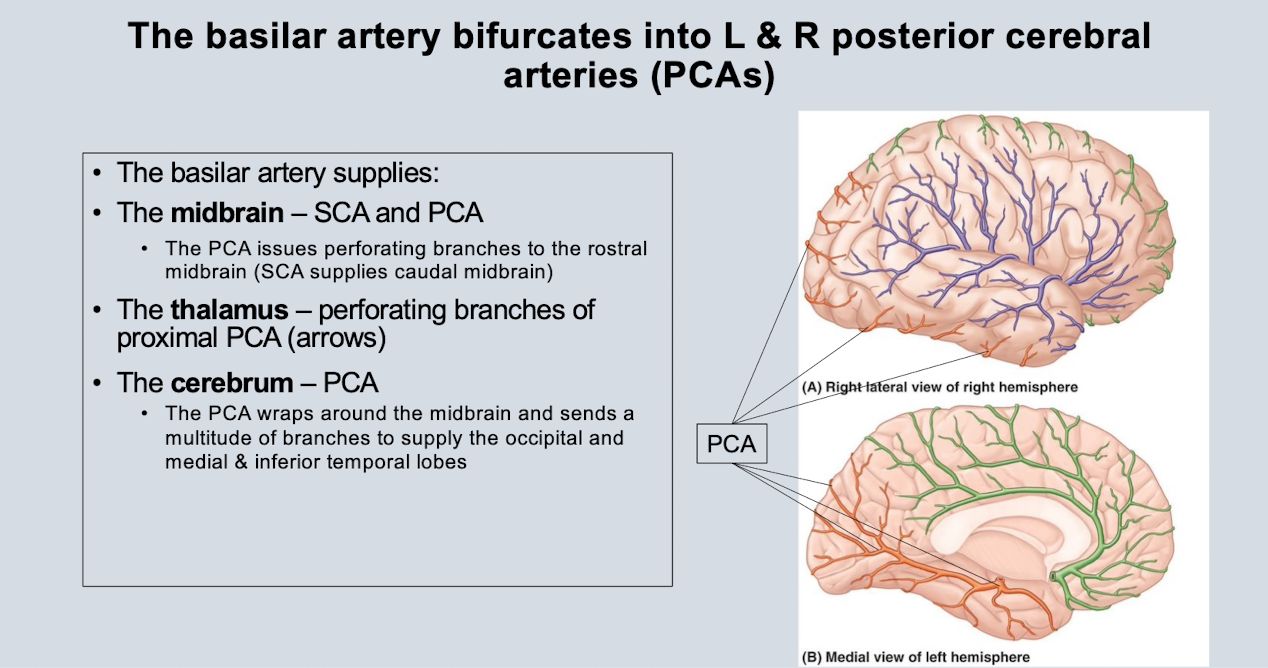 The basilar artery bifurcates into L & R posterior cerebral
arteries (PCAs)
• The basilar artery supplies:
• The midbrain – SCA and PCA
• The PCA issues perforating branches to the rostral
midbrain (SCA supplies caudal midbrain)
• The thalamus – perforating branches of
proximal PCA (arrows)
• The cerebrum – PCA
• The PCA wraps around the midbrain and sends a
multitude of branches to supply the occipital and
medial & inferior temporal lobes
(A) Right lateral view of right hemisphere
PCA
(B) Medial view of left hemisphere